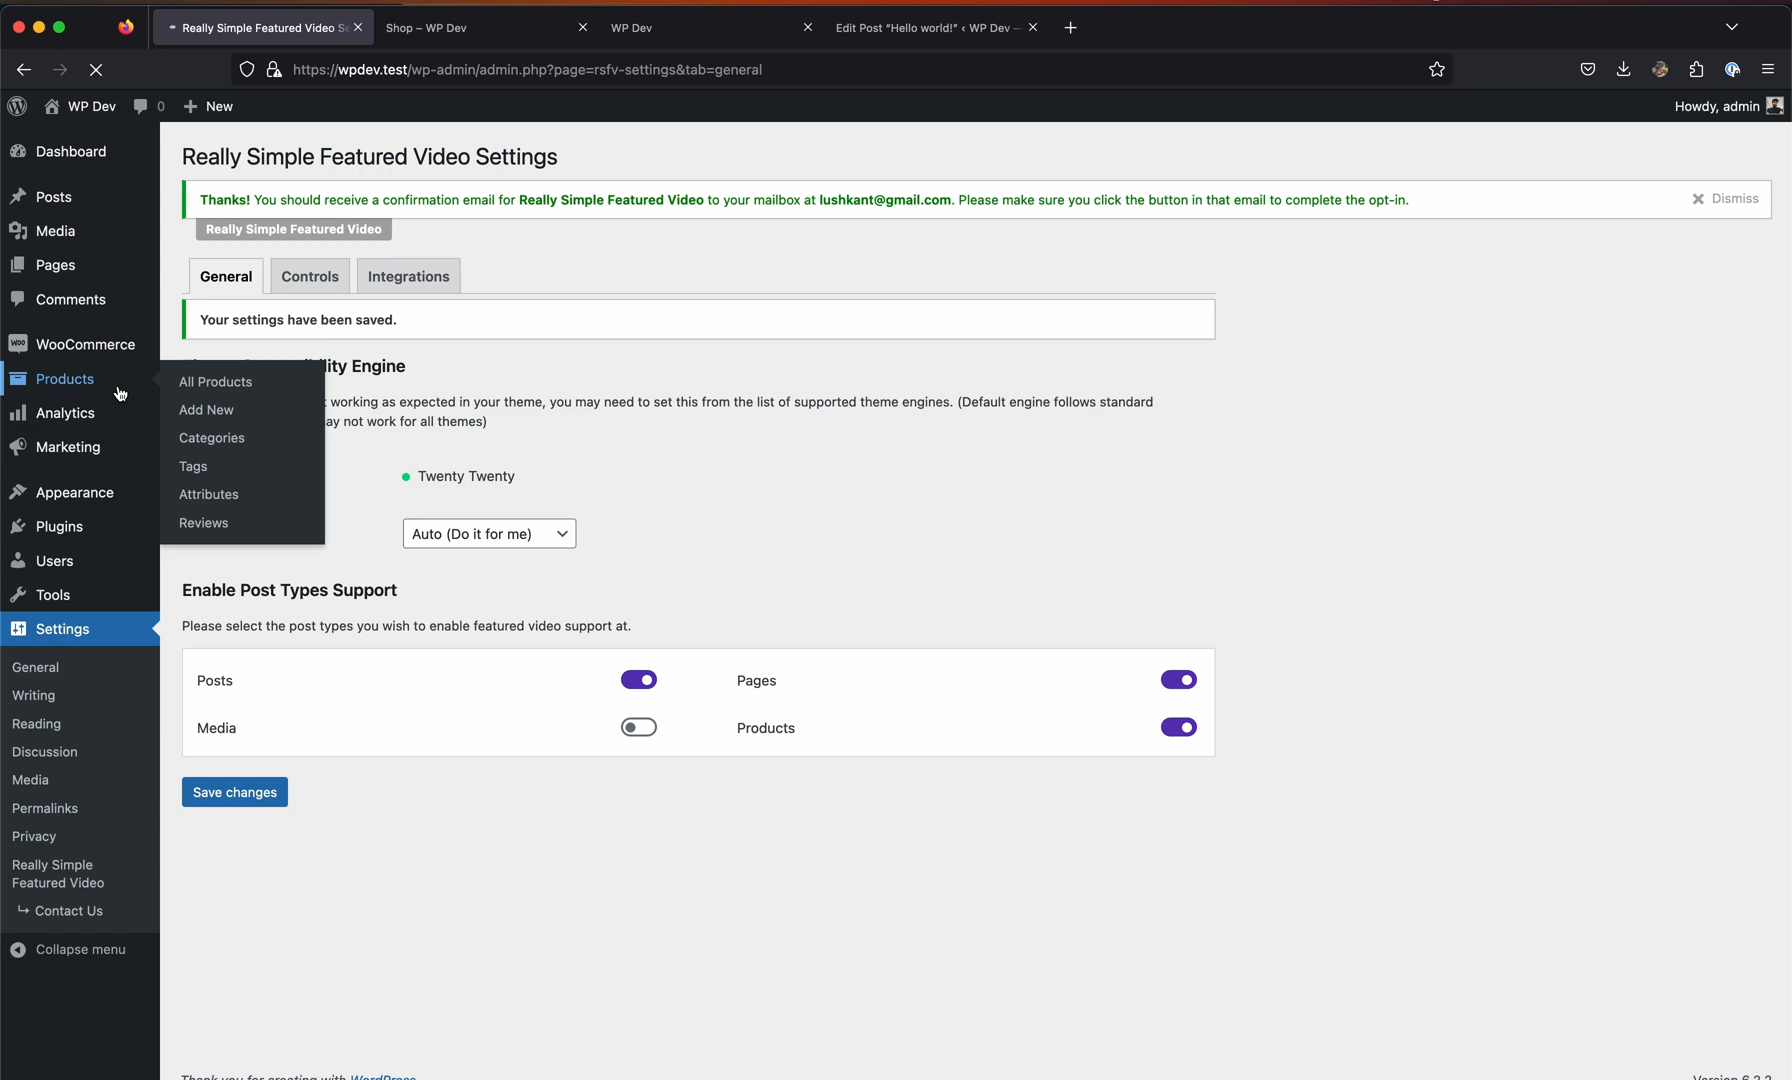 Really Simple Featured Video Se
Shop – WP Dev
WP Dev
Edit Post “Hello world!” ‹ WP Dev —
https://wpdev.test/wp-admin/admin.php?page=rsfv-settings&tab=general
WP Dev
0
New
Howdy, admin
Dashboard
Posts
Media
Pages
Comments
WooCommerce
Products
Analytics
Marketing
Appearance
Plugins
Users
Tools
Settings
General
Writing
Reading
Discussion
Media
Permalinks
Privacy
Really Simple
Featured Video
↳ Contact Us
Collapse menu
All Products
Add New
Categories
Tags
Attributes
Reviews
Really Simple Featured Video Settings
Thanks! You should receive a confirmation email for Really Simple Featured Video to your mailbox at lushkant@gmail.com. Please make sure you click the button in that email to complete the opt-in.
Dismiss
Really Simple Featured Video
General
Controls
Integrations
Your settings have been saved.
Engine
working as expected in your theme, you may need to set this from the list of supported theme engines. (Default engine follows standard
not work for all themes)
Twenty Twenty
Auto (Do it for me)
Enable Post Types Support
Please select the post types you wish to enable featured video support at.
Posts
Pages
Media
Products
Save changes
Thank you for creating with WordPress